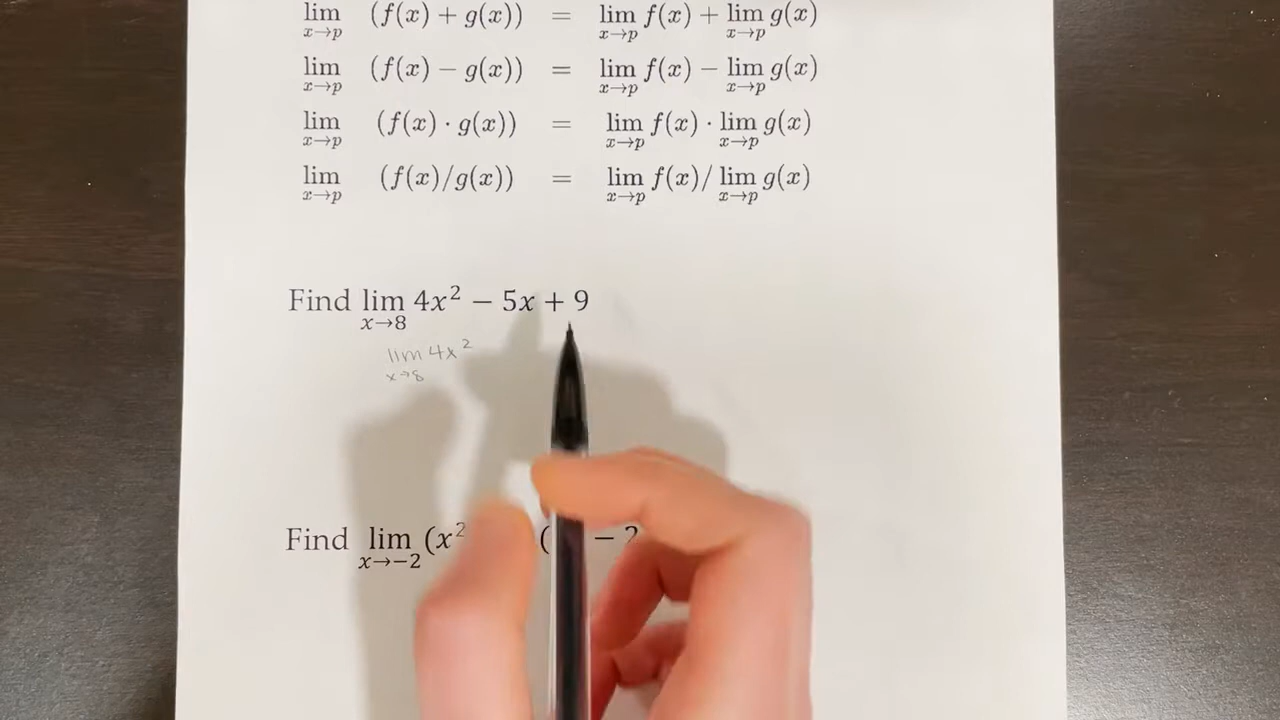 lim x→p (f(x) + g(x)) = lim x→p f(x) + lim x→p g(x)
lim x→p (f(x) − g(x)) = lim x→p f(x) − lim x→p g(x)
lim x→p (f(x) · g(x)) = lim x→p f(x) · lim x→p g(x)
lim x→p (f(x)/g(x)) = lim x→p f(x)/ lim x→p g(x)
Find lim x→8 4x² − 5x + 9
lim x→8 4x²
Find lim x→−2 (x² ( − 2